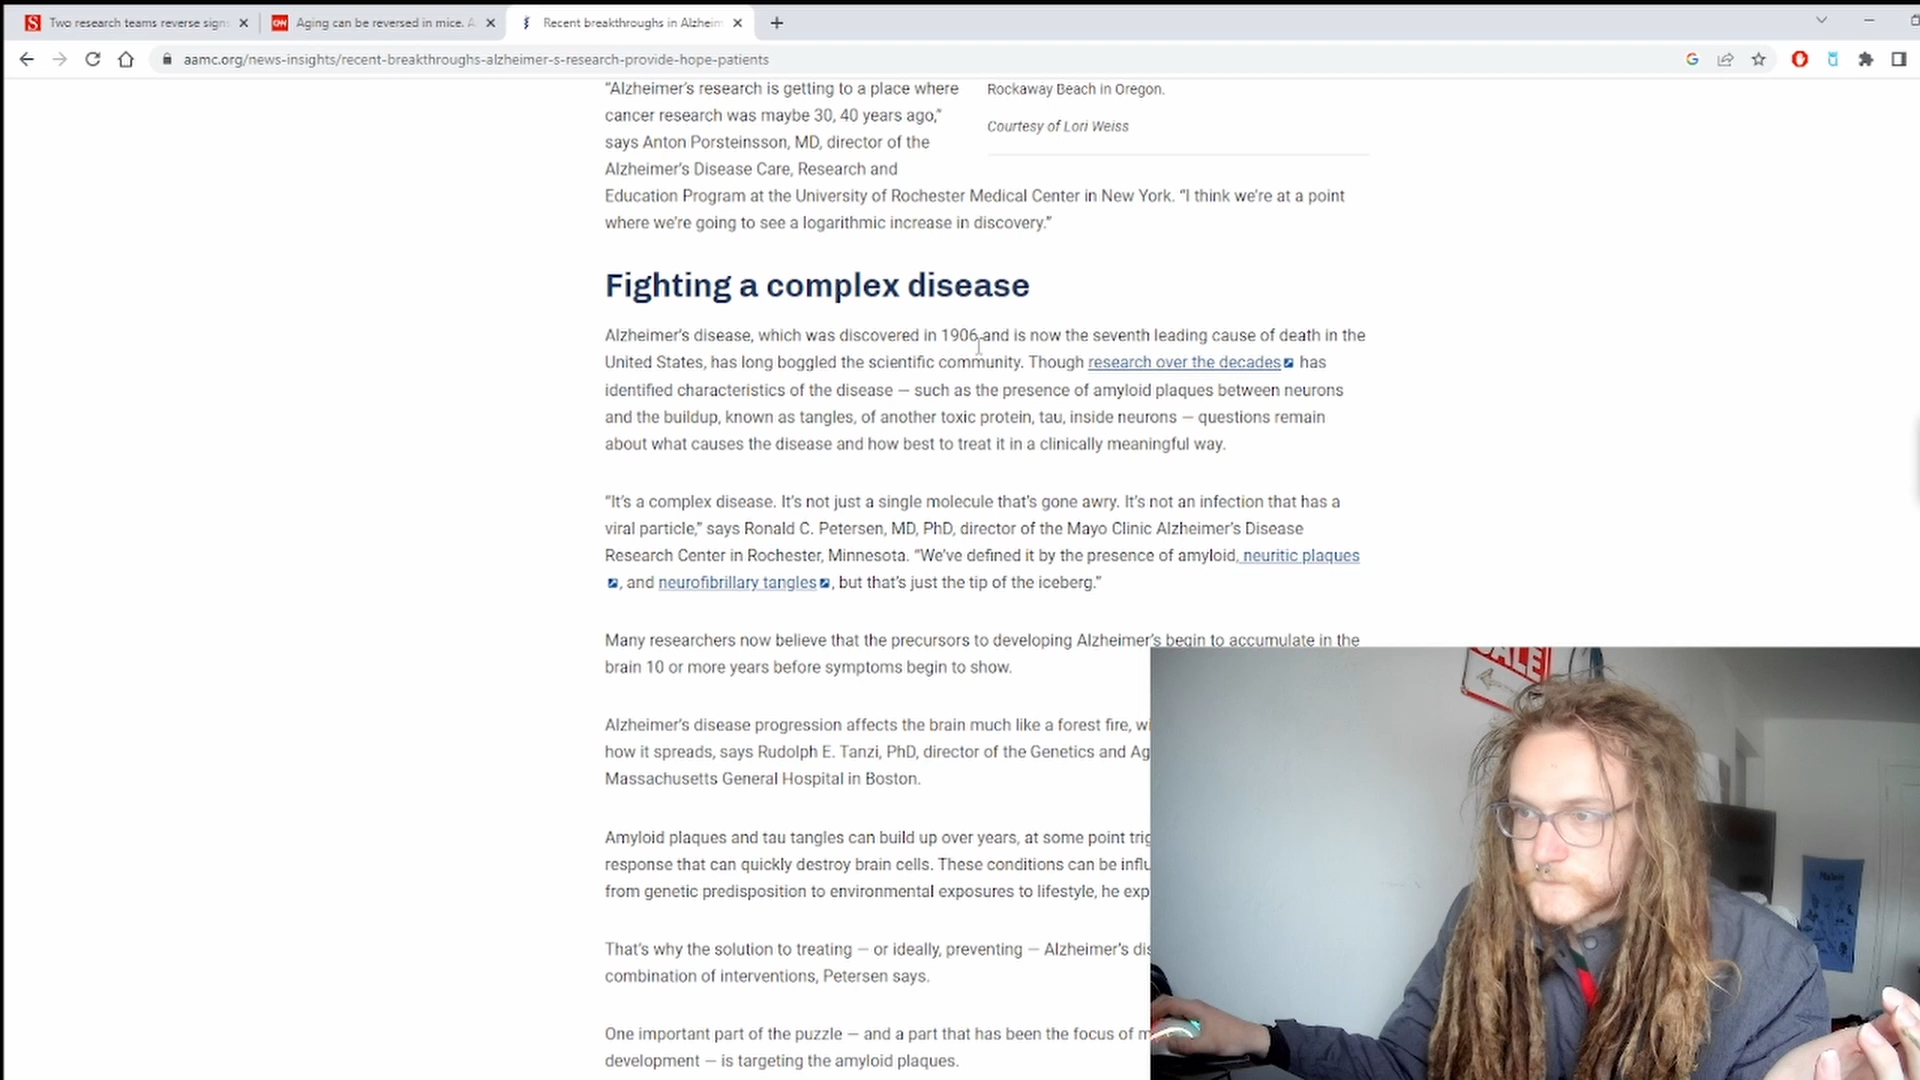 Two research teams reverse sign
CNN
Aging can be reversed in mice. A
Recent breakthroughs in Alzheim
aamc.org/news-insights/recent-breakthroughs-alzheimer-s-research-provide-hope-patients
“Alzheimer’s research is getting to a place where
cancer research was maybe 30, 40 years ago,”
says Anton Porsteinsson, MD, director of the
Alzheimer’s Disease Care, Research and
Education Program at the University of Rochester Medical Center in New York. “I think we’re at a point
where we’re going to see a logarithmic increase in discovery.”
Rockaway Beach in Oregon.
Courtesy of Lori Weiss
Fighting a complex disease
Alzheimer’s disease, which was discovered in 1906 and is now the seventh leading cause of death in the
United States, has long boggled the scientific community. Though research over the decades has
identified characteristics of the disease — such as the presence of amyloid plaques between neurons
and the buildup, known as tangles, of another toxic protein, tau, inside neurons — questions remain
about what causes the disease and how best to treat it in a clinically meaningful way.
“It’s a complex disease. It’s not just a single molecule that’s gone awry. It’s not an infection that has a
viral particle,” says Ronald C. Petersen, MD, PhD, director of the Mayo Clinic Alzheimer’s Disease
Research Center in Rochester, Minnesota. “We’ve defined it by the presence of amyloid, neuritic plaques
, and neurofibrillary tangles, but that’s just the tip of the iceberg.”
Many researchers now believe that the precursors to developing Alzheimer’s begin to accumulate in the
brain 10 or more years before symptoms begin to show.
Alzheimer’s disease progression affects the brain much like a forest fire, wi
how it spreads, says Rudolph E. Tanzi, PhD, director of the Genetics and Ag
Massachusetts General Hospital in Boston.
Amyloid plaques and tau tangles can build up over years, at some point trig
response that can quickly destroy brain cells. These conditions can be influ
from genetic predisposition to environmental exposures to lifestyle, he exp
That’s why the solution to treating — or ideally, preventing — Alzheimer’s dis
combination of interventions, Petersen says.
One important part of the puzzle — and a part that has been the focus of m
development — is targeting the amyloid plaques.
SALE